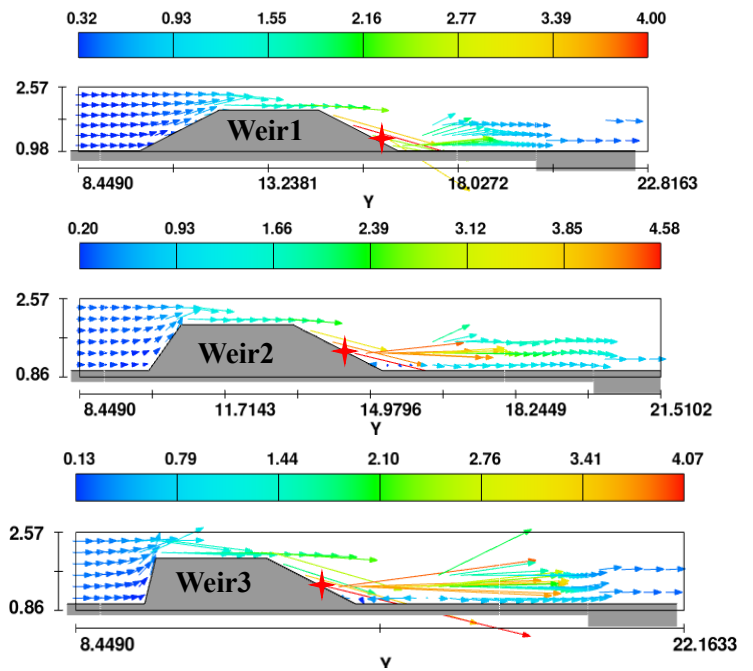 0.32 0.93 1.55 2.16 2.77 3.39 4.00
2.57
Weir1
0.98
8.4490 13.2381 18.0272 22.8163
Y
0.20 0.93 1.66 2.39 3.12 3.85 4.58
2.57
Weir2
0.86
8.4490 11.7143 14.9796 18.2449 21.5102
Y
0.13 0.79 1.44 2.10 2.76 3.41 4.07
2.57
Weir3
0.86
8.4490 22.1633
Y